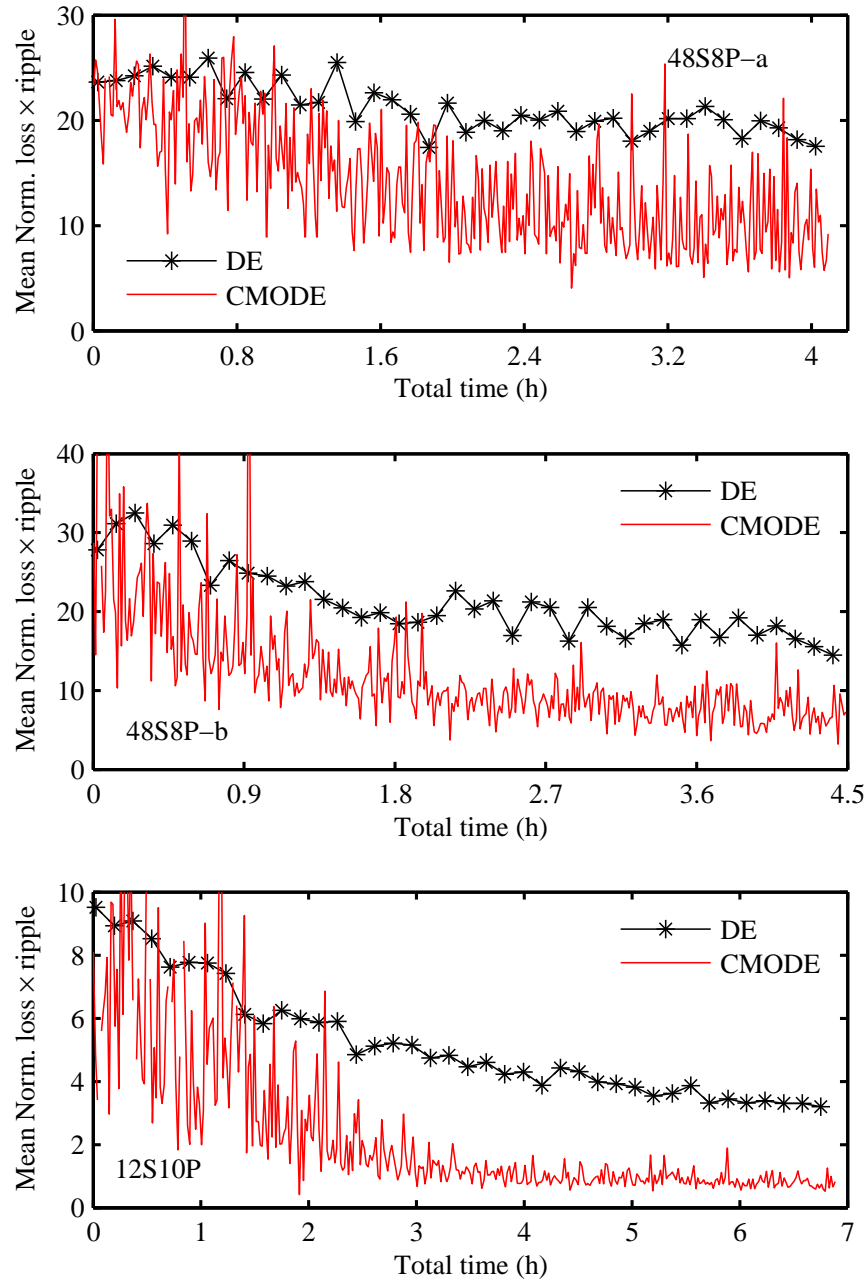 30
20
10
0
Mean Norm. loss × ripple
48S8P−a
DE
CMODE
0 0.8 1.6 2.4 3.2 4
Total time (h)
40
30
20
10
0
Mean Norm. loss × ripple
DE
CMODE
48S8P−b
0 0.9 1.8 2.7 3.6 4.5
Total time (h)
10
8
6
4
2
0
Mean Norm. loss × ripple
DE
CMODE
12S10P
0 1 2 3 4 5 6 7
Total time (h)